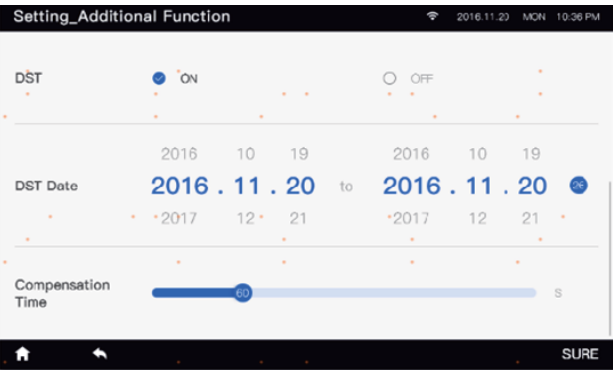 Setting_Additional Function 2016.11.20 MON 10:36 PM
DST ON OFF
2016 10 19 2016 10 19
DST Date 2016 . 11 . 20 to 2016 . 11 . 20
2017 12 21 2017 12 21
Compensation
Time
60 S
SURE